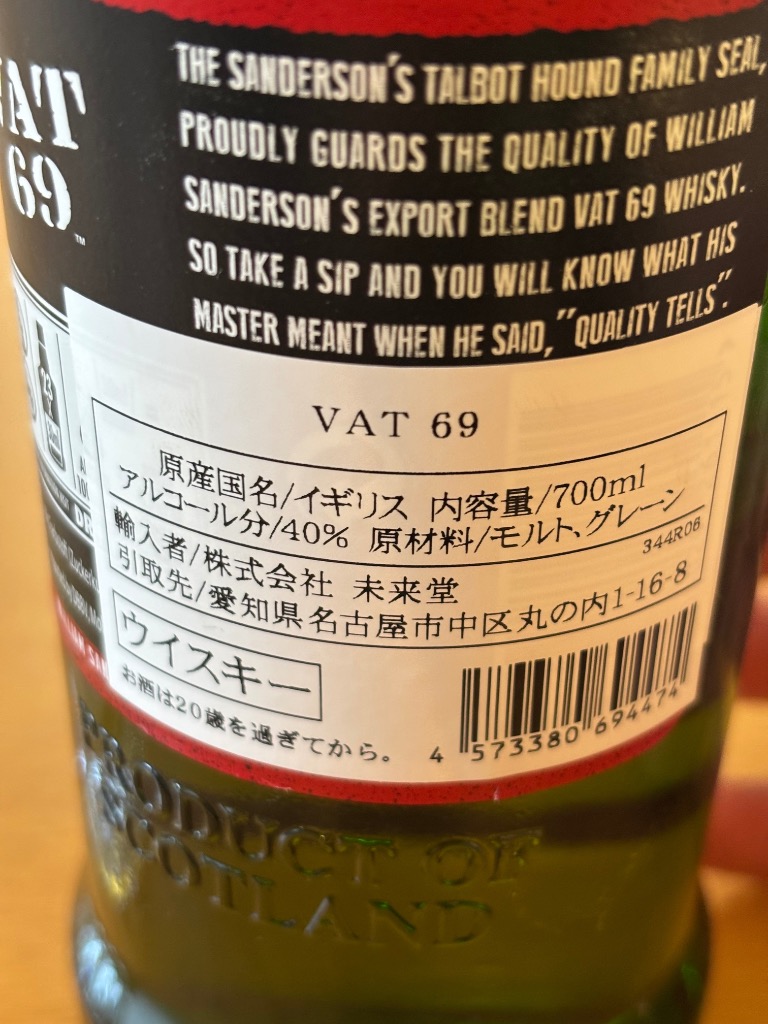 VAT
69
™
THE SANDERSON'S TALBOT HOUND FAMILY SEAL,
PROUDLY GUARDS THE QUALITY OF WILLIAM
SANDERSON'S EXPORT BLEND VAT 69 WHISKY.
SO TAKE A SIP AND YOU WILL KNOW WHAT HIS
MASTER MEANT WHEN HE SAID, "QUALITY TELLS".
VAT 69
原産国名/イギリス 内容量/700ml
アルコール分/40% 原材料/モルト、グレーン
344R06
輸入者/株式会社 未来堂
引取先/愛知県名古屋市中区丸の内1-16-8
ウイスキー
お酒は20歳を過ぎてから。
4 573380 694474
PRODUCT OF
SCOTLAND